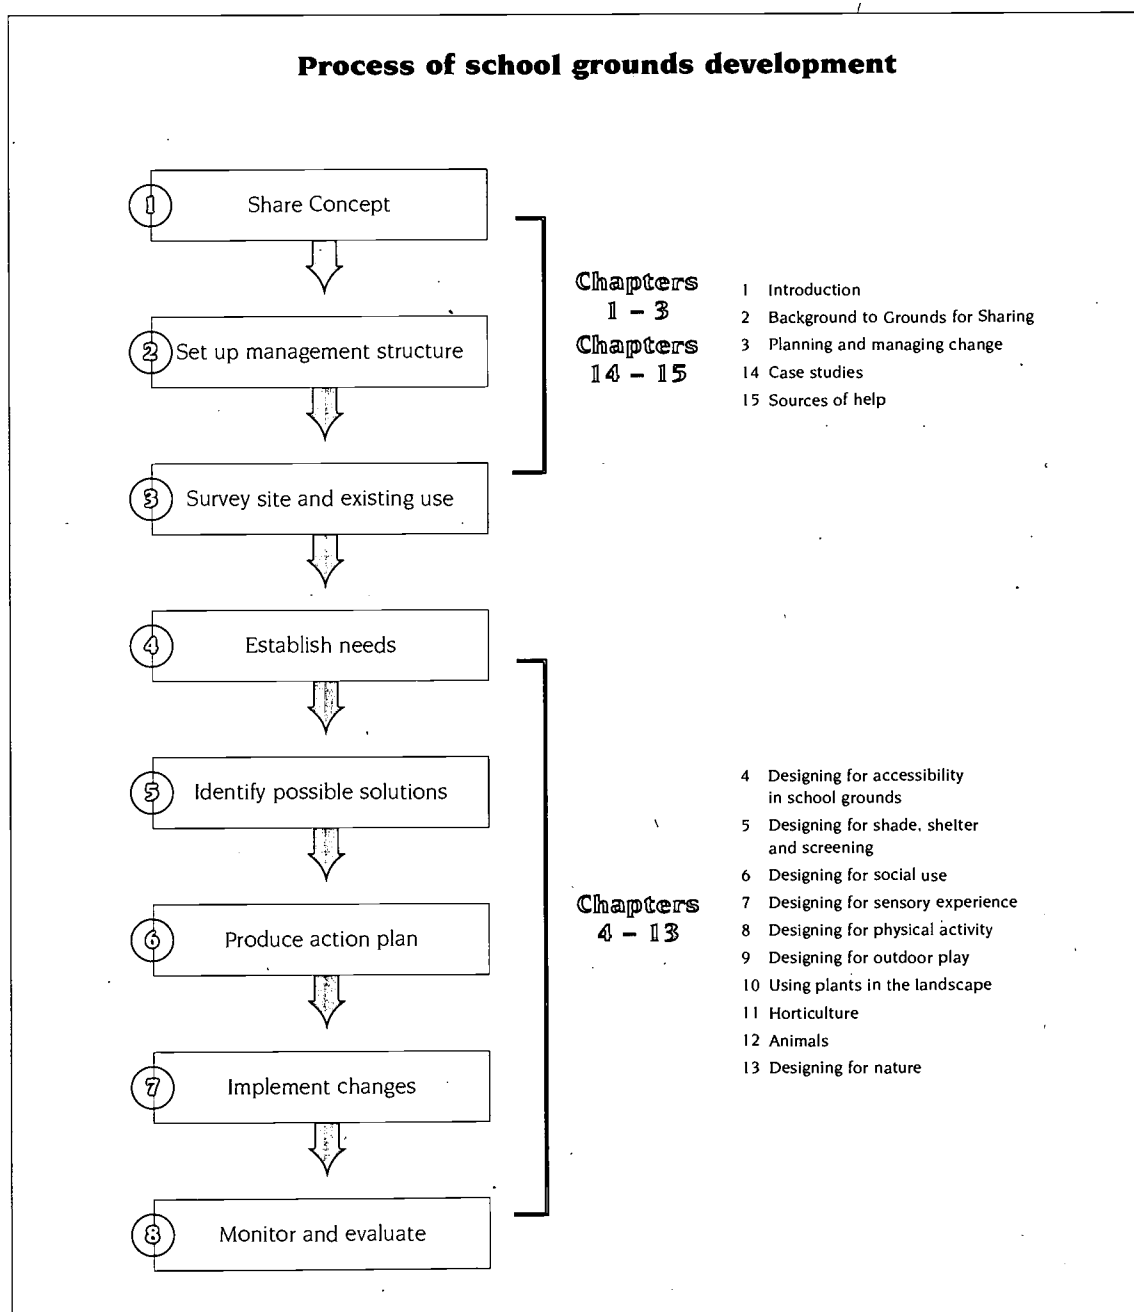 Process of school grounds development
1 Share Concept
2 Set up management structure
3 Survey site and existing use
4 Establish needs
5 Identify possible solutions
6 Produce action plan
7 Implement changes
8 Monitor and evaluate
Chapters
1 – 3
Chapters
14 – 15
1 Introduction
2 Background to Grounds for Sharing
3 Planning and managing change
14 Case studies
15 Sources of help
Chapters
4 – 13
4 Designing for accessibility
in school grounds
5 Designing for shade, shelter
and screening
6 Designing for social use
7 Designing for sensory experience
8 Designing for physical activity
9 Designing for outdoor play
10 Using plants in the landscape
11 Horticulture
12 Animals
13 Designing for nature